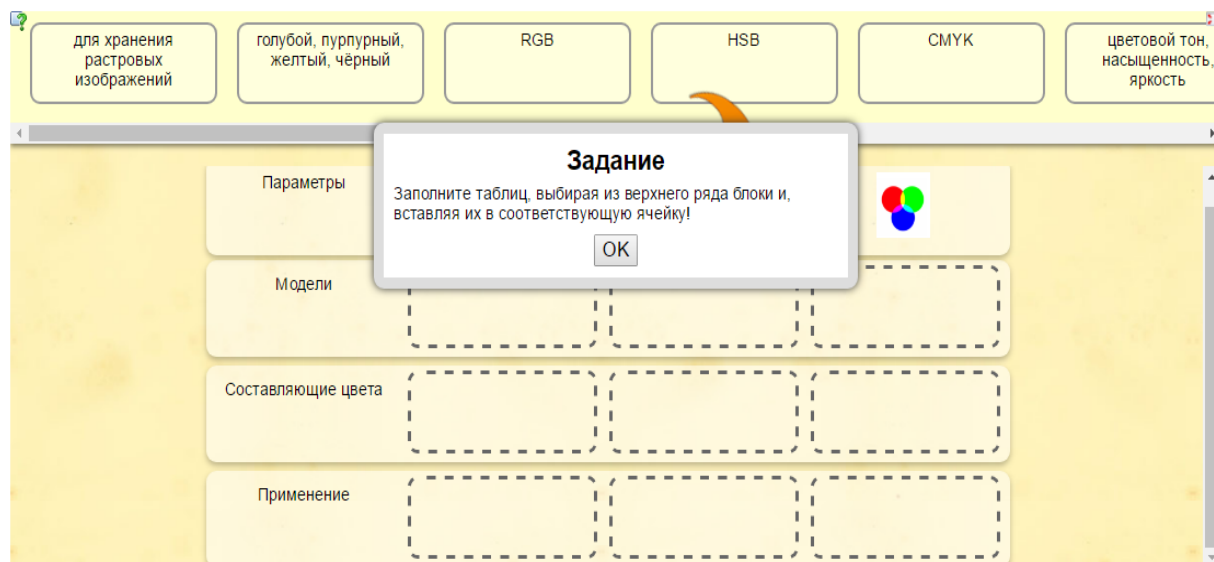 для хранения
растровых
изображений
голубой, пурпурный,
желтый, чёрный
RGB
HSB
CMYK
цветовой тон,
насыщенность,
яркость
Задание
Заполните таблиц, выбирая из верхнего ряда блоки и,
вставляя их в соответствующую ячейку!
OK
Параметры
Модели
Составляющие цвета
Применение